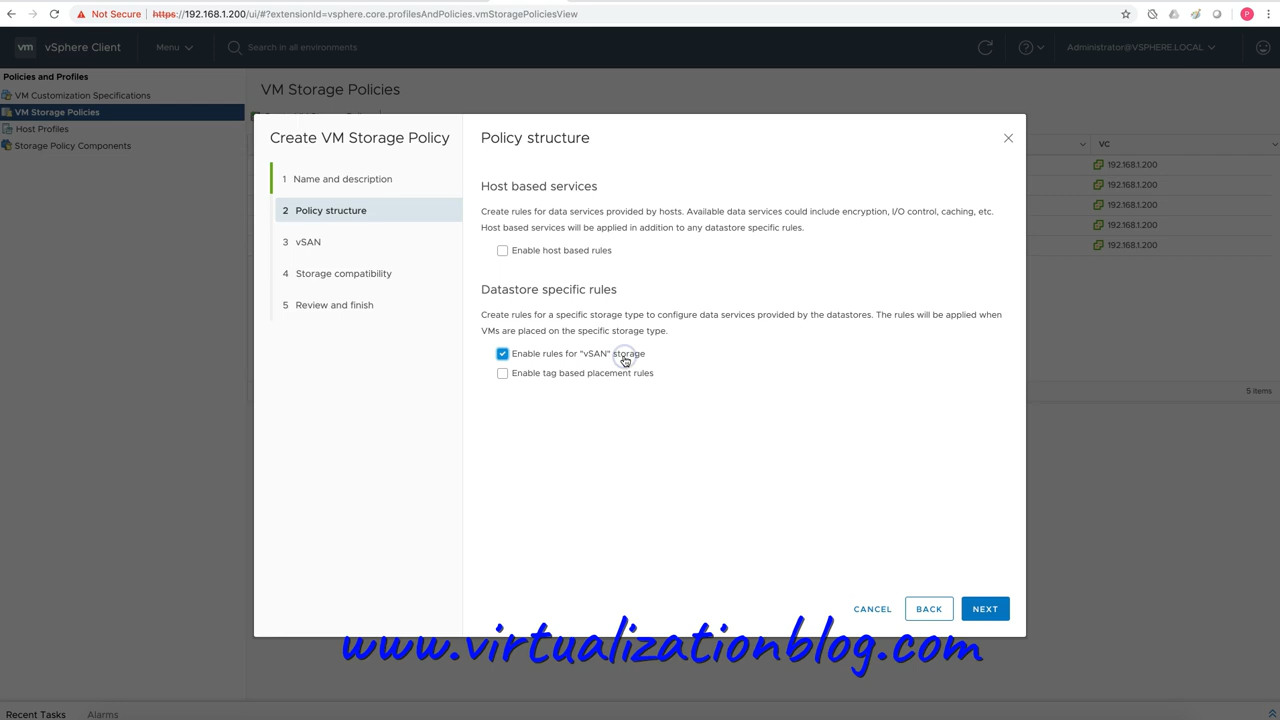 Not Secure
https://192.168.1.200/ui/#?extensionId=vsphere.core.profilesAndPolicies.vmStoragePoliciesView
P
vm
vSphere Client
Menu
Search in all environments
Administrator@VSPHERE.LOCAL
Policies and Profiles
VM Customization Specifications
VM Storage Policies
Host Profiles
Storage Policy Components
VM Storage Policies
VC
192.168.1.200
192.168.1.200
192.168.1.200
192.168.1.200
192.168.1.200
5 items
Create VM Storage Policy
1 Name and description
2 Policy structure
3 vSAN
4 Storage compatibility
5 Review and finish
Policy structure
Host based services
Create rules for data services provided by hosts. Available data services could include encryption, I/O control, caching, etc.
Host based services will be applied in addition to any datastore specific rules.
Enable host based rules
Datastore specific rules
Create rules for a specific storage type to configure data services provided by the datastores. The rules will be applied when
VMs are placed on the specific storage type.
Enable rules for "vSAN" storage
Enable tag based placement rules
CANCEL
BACK
NEXT
www.virtualizationblog.com
Recent Tasks
Alarms